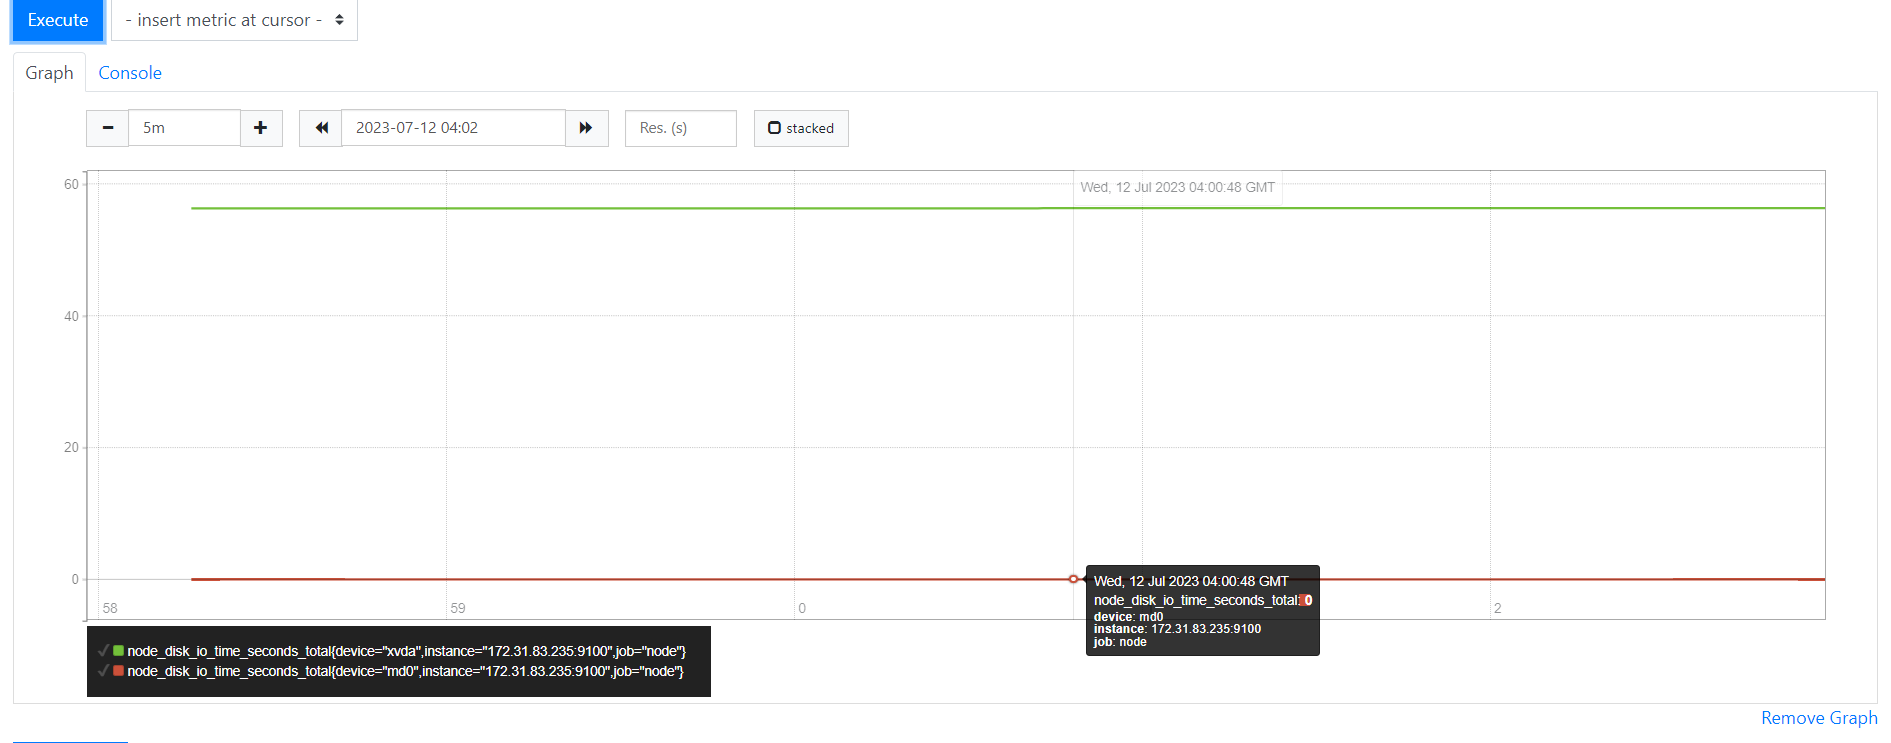 Execute - insert metric at cursor -
Graph Console
5m 2023-07-12 04:02 Res. (s) stacked
Wed, 12 Jul 2023 04:00:48 GMT
60
40
20
0
58 59 0 2
Wed, 12 Jul 2023 04:00:48 GMT
node_disk_io_time_seconds_total: 0
device: md0
instance: 172.31.83.235:9100
job: node
node_disk_io_time_seconds_total{device="xvda",instance="172.31.83.235:9100",job="node"}
node_disk_io_time_seconds_total{device="md0",instance="172.31.83.235:9100",job="node"}
Remove Graph